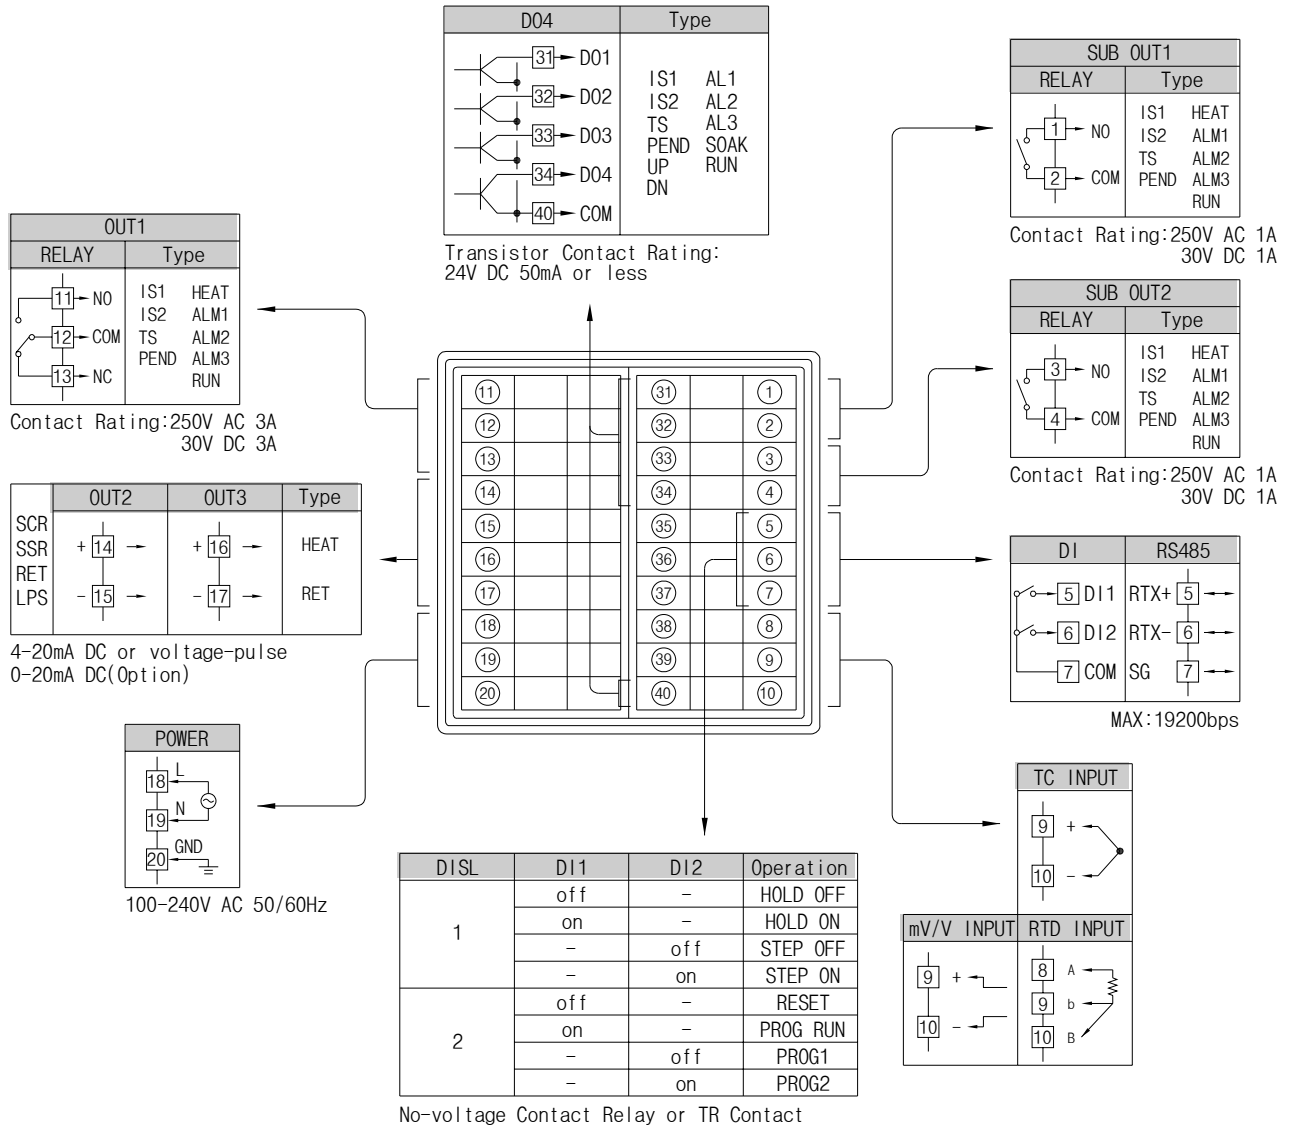 DO4 Type
31 DO1
32 DO2
33 DO3
34 DO4
40 COM
IS1 AL1
IS2 AL2
TS AL3
PEND SOAK
UP RUN
DN
Transistor Contact Rating:
24V DC 50mA or less
SUB OUT1
RELAY Type
1 NO
2 COM
IS1 HEAT
IS2 ALM1
TS ALM2
PEND ALM3
RUN
Contact Rating:250V AC 1A
30V DC 1A
OUT1
RELAY Type
11 NO
12 COM
13 NC
IS1 HEAT
IS2 ALM1
TS ALM2
PEND ALM3
RUN
Contact Rating:250V AC 3A
30V DC 3A
SUB OUT2
RELAY Type
3 NO
4 COM
IS1 HEAT
IS2 ALM1
TS ALM2
PEND ALM3
RUN
Contact Rating:250V AC 1A
30V DC 1A
11 31 1
12 32 2
13 33 3
14 34 4
15 35 5
16 36 6
17 37 7
18 38 8
19 39 9
20 40 10
OUT2 OUT3 Type
SCR
SSR
RET
LPS
+ 14 + 16 HEAT
- 15 - 17 RET
4-20mA DC or voltage-pulse
0-20mA DC(Option)
DI RS485
5 DI1 RTX+ 5
6 DI2 RTX- 6
7 COM SG 7
MAX:19200bps
POWER
18 L
19 N
20 GND
100-240V AC 50/60Hz
TC INPUT
9 +
10 -
mV/V INPUT RTD INPUT
9 +
10 -
8 A
9 b
10 B
DISL DI1 DI2 Operation
1
off - HOLD OFF
on - HOLD ON
- off STEP OFF
- on STEP ON
2
off - RESET
on - PROG RUN
- off PROG1
- on PROG2
No-voltage Contact Relay or TR Contact